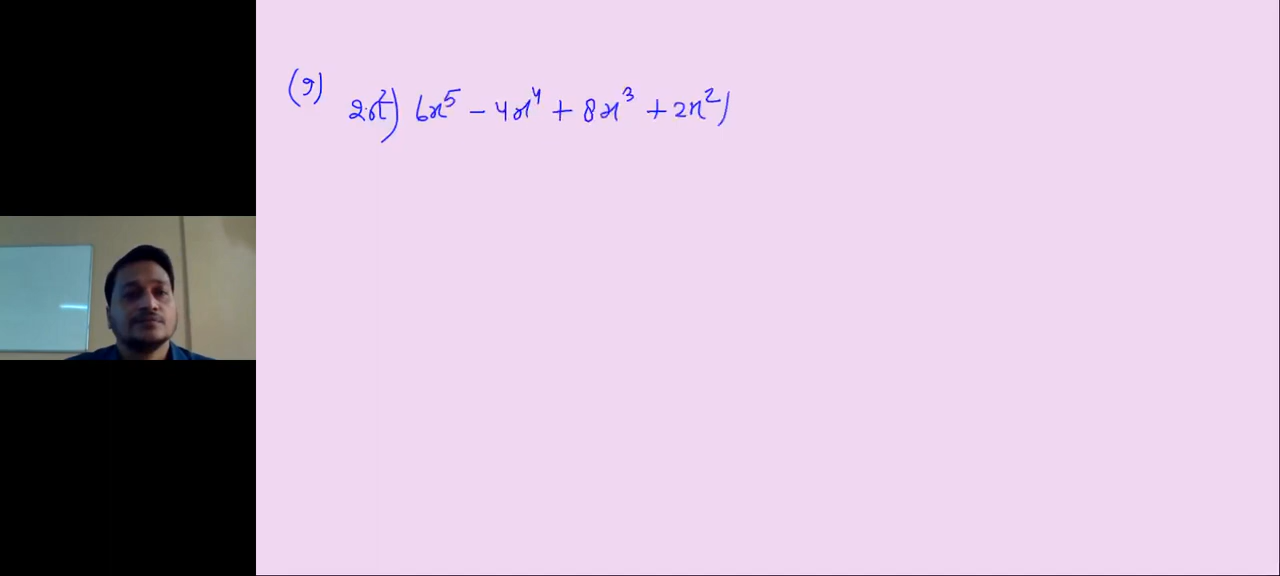 (9) 2x²) 6x⁵ - 4x⁴ + 8x³ + 2x² )